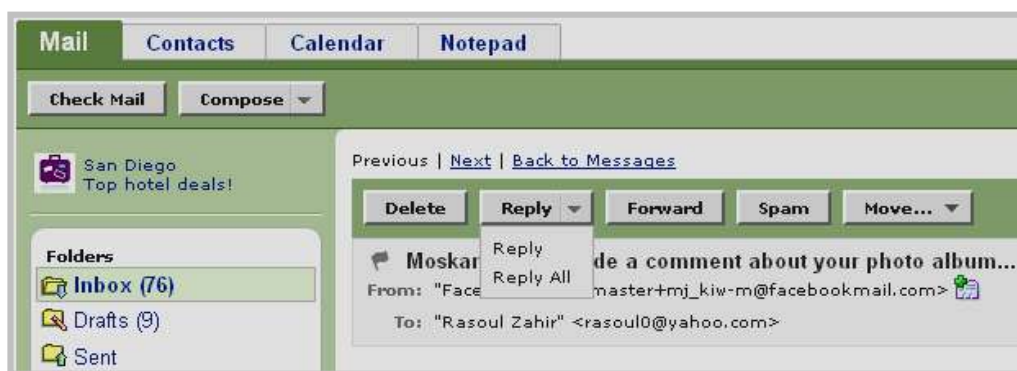 Mail Contacts Calendar Notepad
Check Mail Compose
San Diego
Top hotel deals!
Previous | Next | Back to Messages
Delete Reply Forward Spam Move...
Reply
Reply All
Folders
Inbox (76)
Drafts (9)
Sent
Moskar de a comment about your photo album...
From: "Face master+mj_kiw-m@facebookmail.com>
To: "Rasoul Zahir" <rasoul0@yahoo.com>